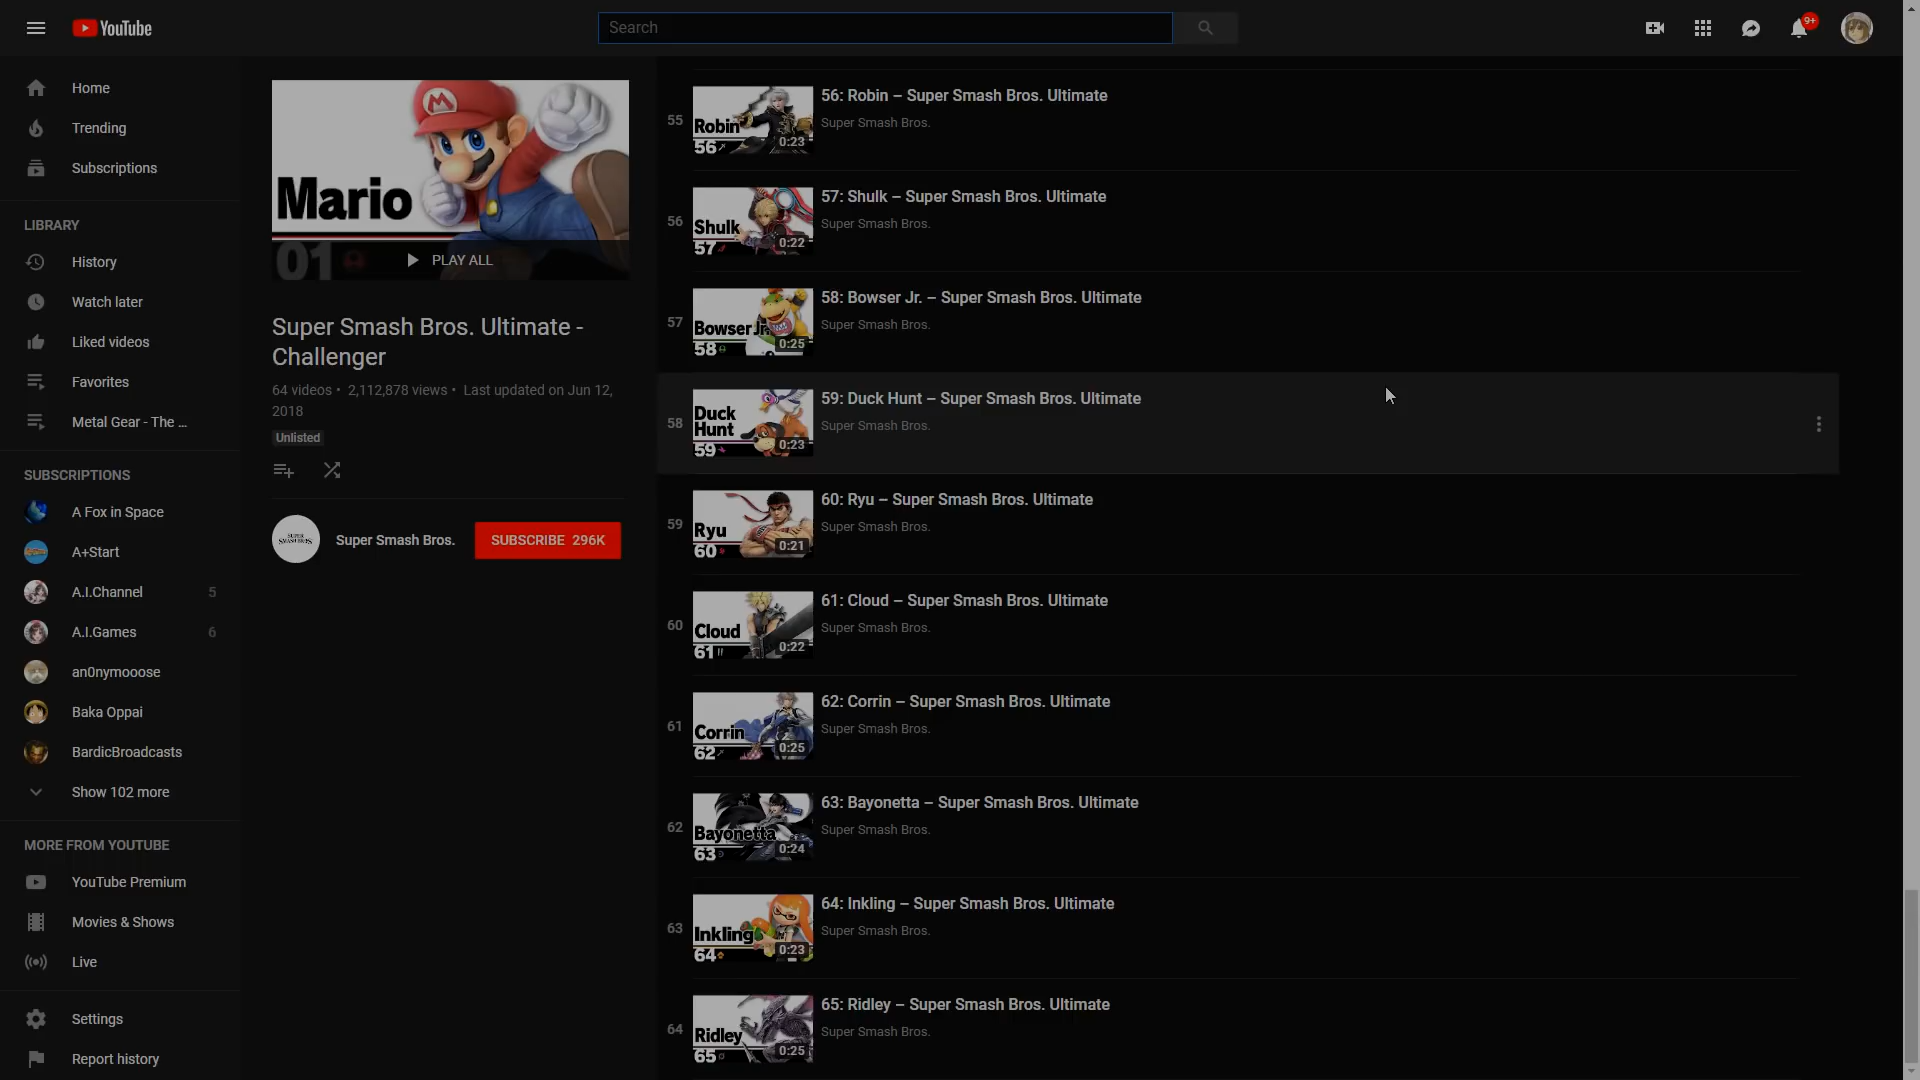 YouTube
Search
9+
Home
Trending
Subscriptions
LIBRARY
History
Watch later
Liked videos
Favorites
Metal Gear - The ...
SUBSCRIPTIONS
A Fox in Space
A+Start
A.I.Channel 5
A.I.Games 6
an0nymooose
Baka Oppai
BardicBroadcasts
Show 102 more
MORE FROM YOUTUBE
YouTube Premium
Movies & Shows
Live
Settings
Report history
Mario
01
PLAY ALL
Super Smash Bros. Ultimate -
Challenger
64 videos • 2,112,878 views • Last updated on Jun 12,
2018
Unlisted
SUPER
SMASH BROS.
Super Smash Bros.
SUBSCRIBE 296K
55
Robin
56
0:23
56: Robin – Super Smash Bros. Ultimate
Super Smash Bros.
56
Shulk
57
0:22
57: Shulk – Super Smash Bros. Ultimate
Super Smash Bros.
57
Bowser Jr.
58
0:25
58: Bowser Jr. – Super Smash Bros. Ultimate
Super Smash Bros.
58
Duck
Hunt
59
0:23
59: Duck Hunt – Super Smash Bros. Ultimate
Super Smash Bros.
59
Ryu
60
0:21
60: Ryu – Super Smash Bros. Ultimate
Super Smash Bros.
60
Cloud
61
0:22
61: Cloud – Super Smash Bros. Ultimate
Super Smash Bros.
61
Corrin
62
0:25
62: Corrin – Super Smash Bros. Ultimate
Super Smash Bros.
62
Bayonetta
63
0:24
63: Bayonetta – Super Smash Bros. Ultimate
Super Smash Bros.
63
Inkling
64
0:23
64: Inkling – Super Smash Bros. Ultimate
Super Smash Bros.
64
Ridley
65
0:25
65: Ridley – Super Smash Bros. Ultimate
Super Smash Bros.